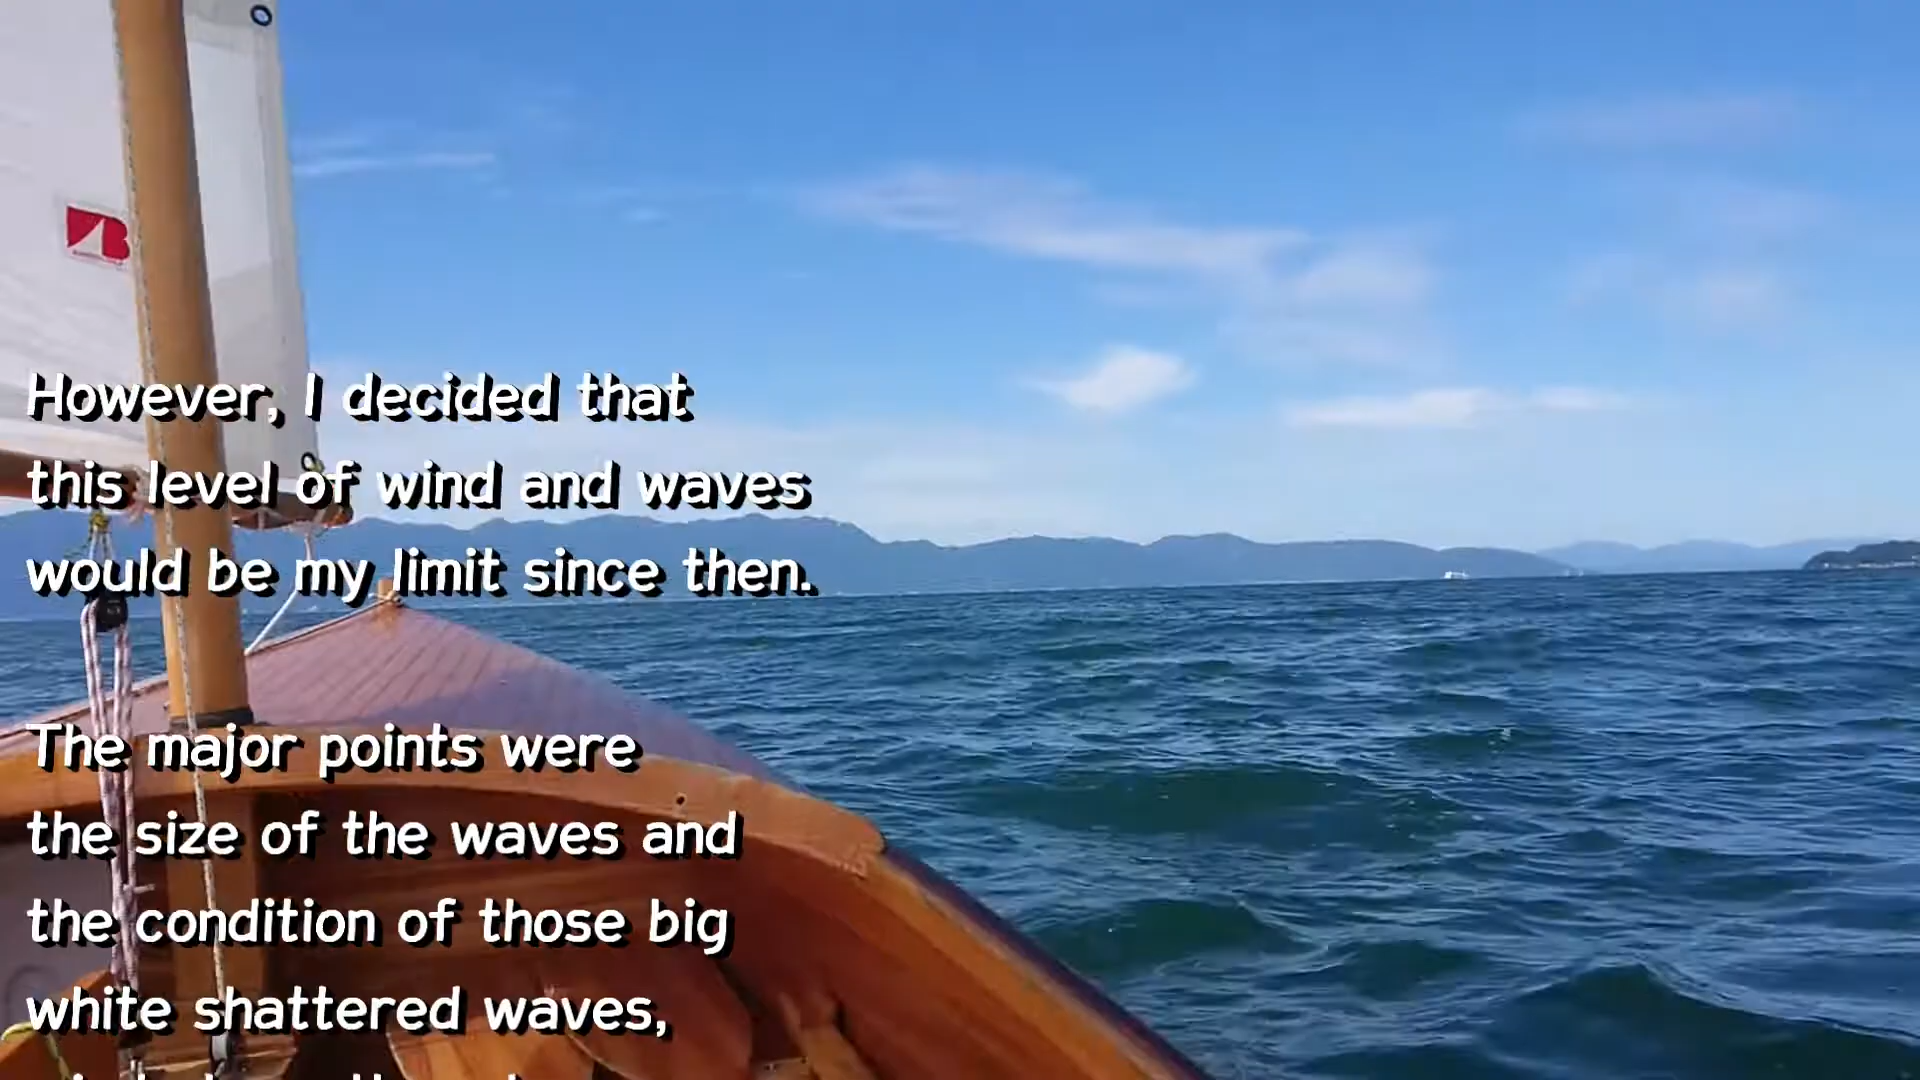 However, I decided that
this level of wind and waves
would be my limit since then.
The major points were
the size of the waves and
the condition of those big
white shattered waves,